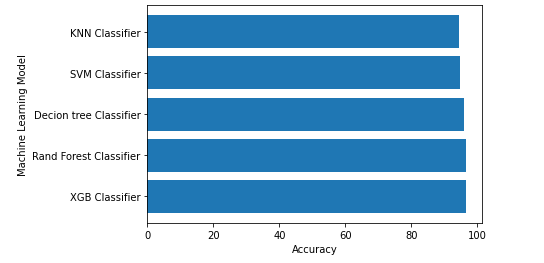 Machine Learning Model
KNN Classifier
SVM Classifier
Decion tree Classifier
Rand Forest Classifier
XGB Classifier
0 20 40 60 80 100
Accuracy